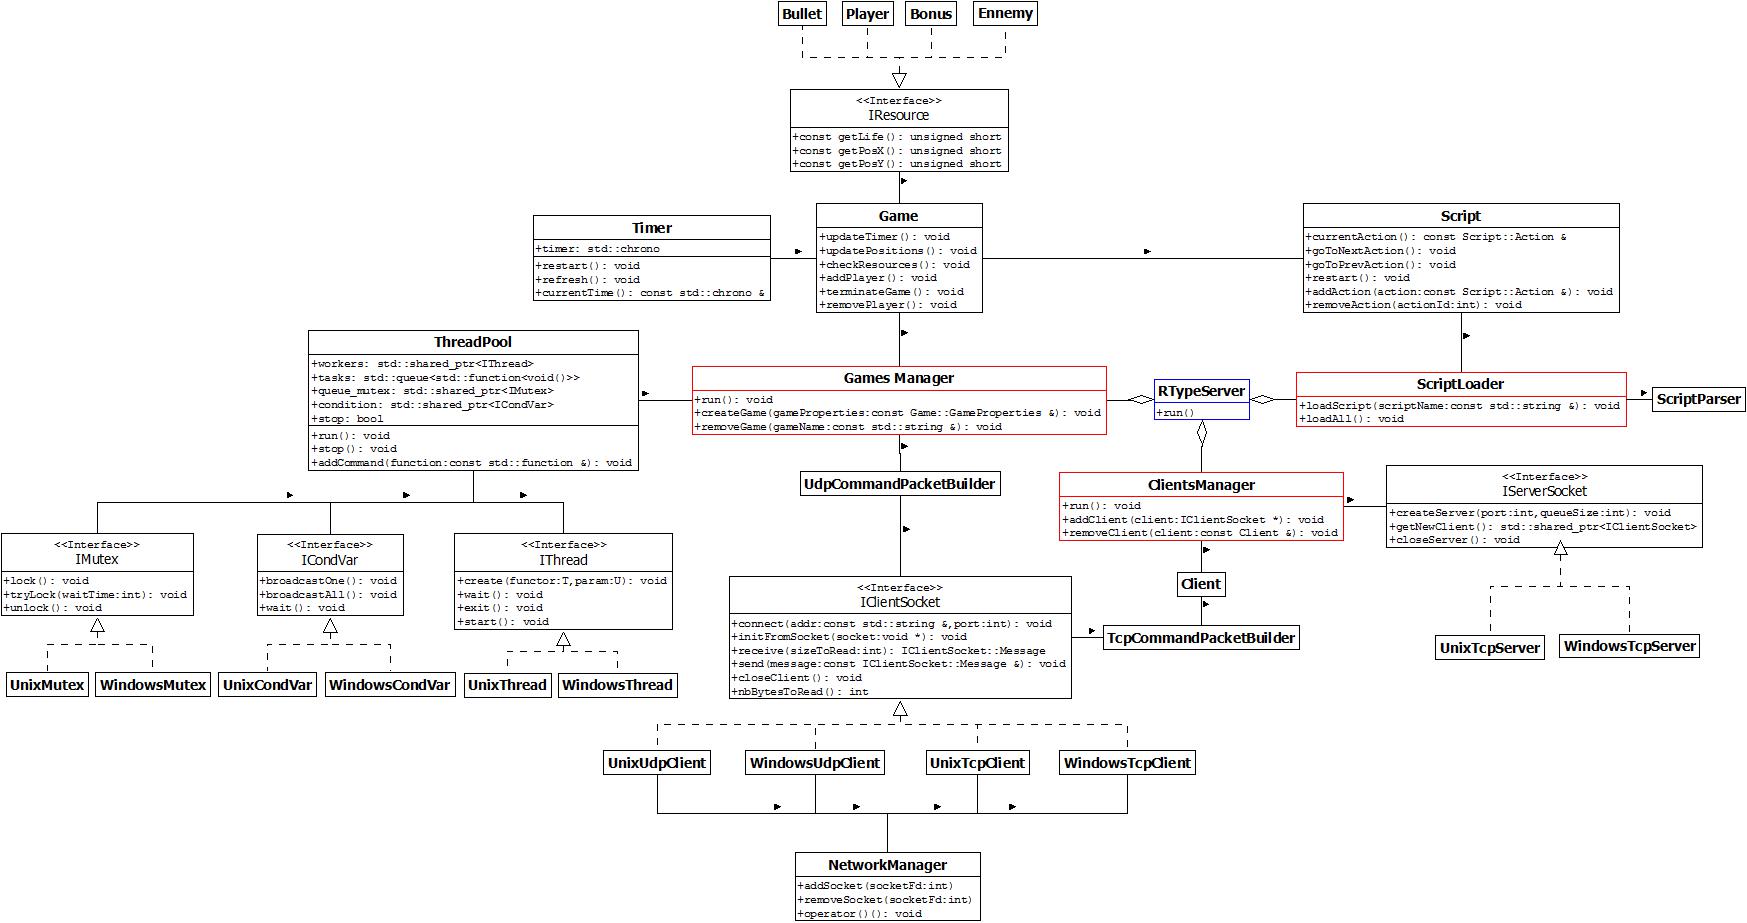 Bullet
Player
Bonus
Ennemy
<<Interface>>
IResource
+const getLife(): unsigned short
+const getPosX(): unsigned short
+const getPosY(): unsigned short
Timer
+timer: std::chrono
+restart(): void
+refresh(): void
+currentTime(): const std::chrono &
Game
+updateTimer(): void
+updatePositions(): void
+checkResources(): void
+addPlayer(): void
+terminateGame(): void
+removePlayer(): void
Script
+currentAction(): const Script::Action &
+goToNextAction(): void
+goToPrevAction(): void
+restart(): void
+addAction(action:const Script::Action &): void
+removeAction(actionId:int): void
ThreadPool
+workers: std::shared_ptr<IThread>
+tasks: std::queue<std::function<void()>>
+queue_mutex: std::shared_ptr<IMutex>
+condition: std::shared_ptr<ICondVar>
+stop: bool
+run(): void
+stop(): void
+addCommand(function:const std::function &): void
Games Manager
+run(): void
+createGame(gameProperties:const Game::GameProperties &): void
+removeGame(gameName:const std::string &): void
RTypeServer
+run()
ScriptLoader
+loadScript(scriptName:const std::string &): void
+loadAll(): void
ScriptParser
UdpCommandPacketBuilder
ClientsManager
+run(): void
+addClient(client:IClientSocket *): void
+removeClient(client:const Client &): void
<<Interface>>
IServerSocket
+createServer(port:int,queueSize:int): void
+getNewClient(): std::shared_ptr<IClientSocket>
+closeServer(): void
<<Interface>>
IMutex
+lock(): void
+tryLock(waitTime:int): void
+unlock(): void
<<Interface>>
ICondVar
+broadcastOne(): void
+broadcastAll(): void
+wait(): void
<<Interface>>
IThread
+create(functor:T,param:U): void
+wait(): void
+exit(): void
+start(): void
<<Interface>>
IClientSocket
+connect(addr:const std::string &,port:int): void
+initFromSocket(socket:void *): void
+receive(sizeToRead:int): IClientSocket::Message
+send(message:const IClientSocket::Message &): void
+closeClient(): void
+nbBytesToRead(): int
Client
TcpCommandPacketBuilder
UnixTcpServer
WindowsTcpServer
UnixMutex
WindowsMutex
UnixCondVar
WindowsCondVar
UnixThread
WindowsThread
UnixUdpClient
WindowsUdpClient
UnixTcpClient
WindowsTcpClient
NetworkManager
+addSocket(socketFd:int)
+removeSocket(socketFd:int)
+operator()(): void